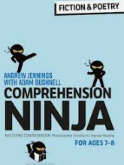 FICTION & POETRY
ANDREW JENNINGS
WITH ADAM BUSHNELL
COMPREHENSION
NINJA
FOR AGES 7-8